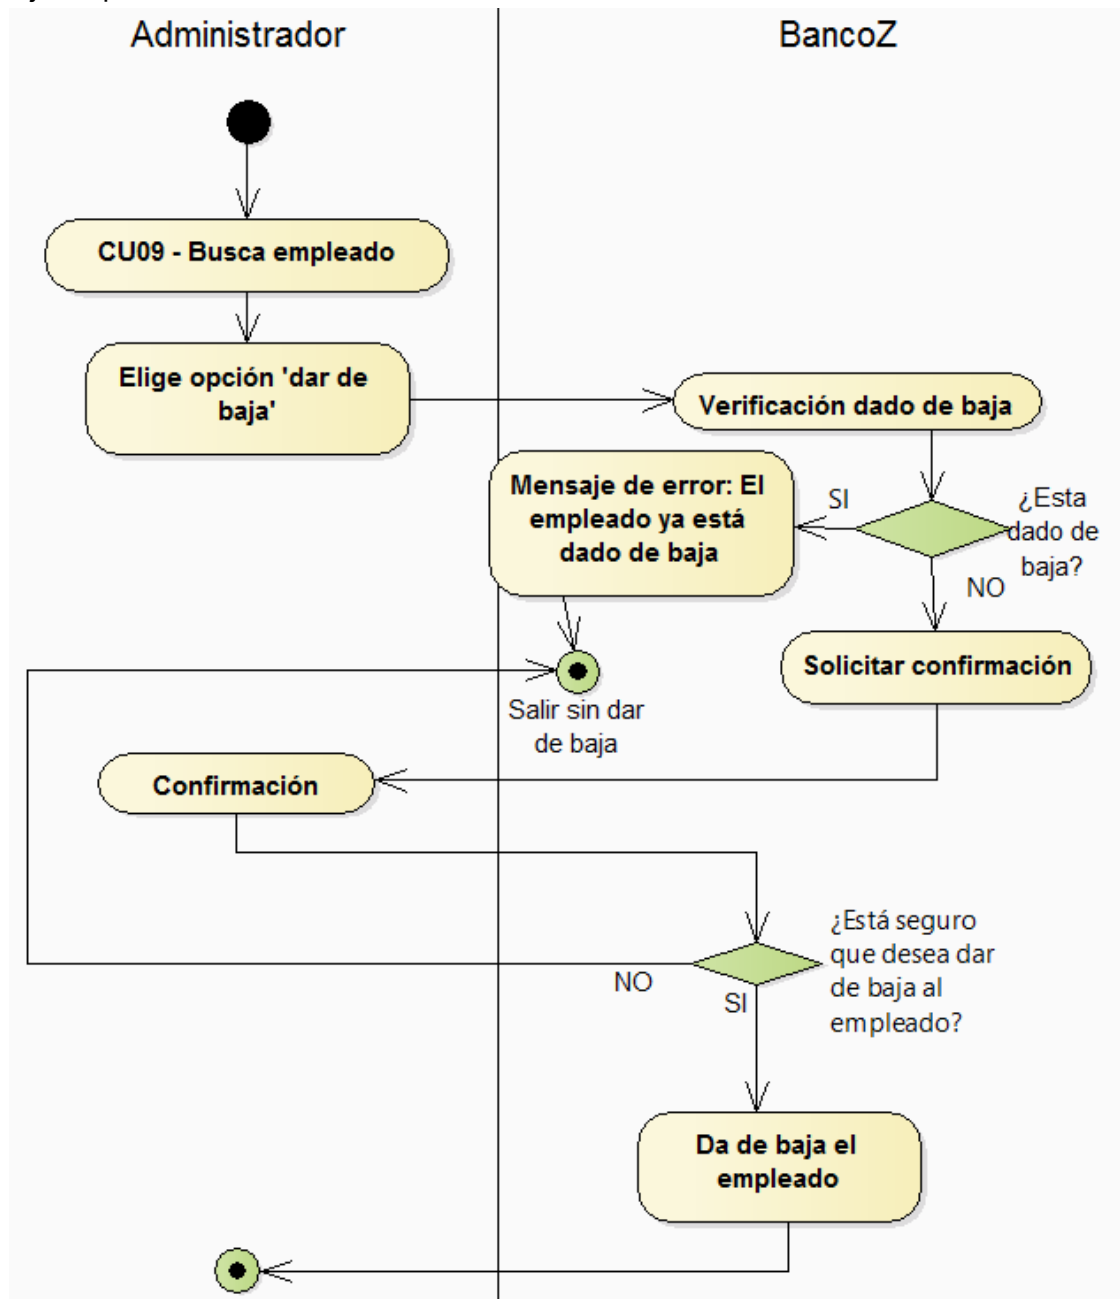 Administrador
BancoZ
CU09 - Busca empleado
Elige opción 'dar de
baja'
Verificación dado de baja
Mensaje de error: El
empleado ya está
dado de baja
SI
¿Esta
dado de
baja?
NO
Solicitar confirmación
Salir sin dar
de baja
Confirmación
¿Está seguro
que desea dar
de baja al
empleado?
NO
SI
Da de baja el
empleado